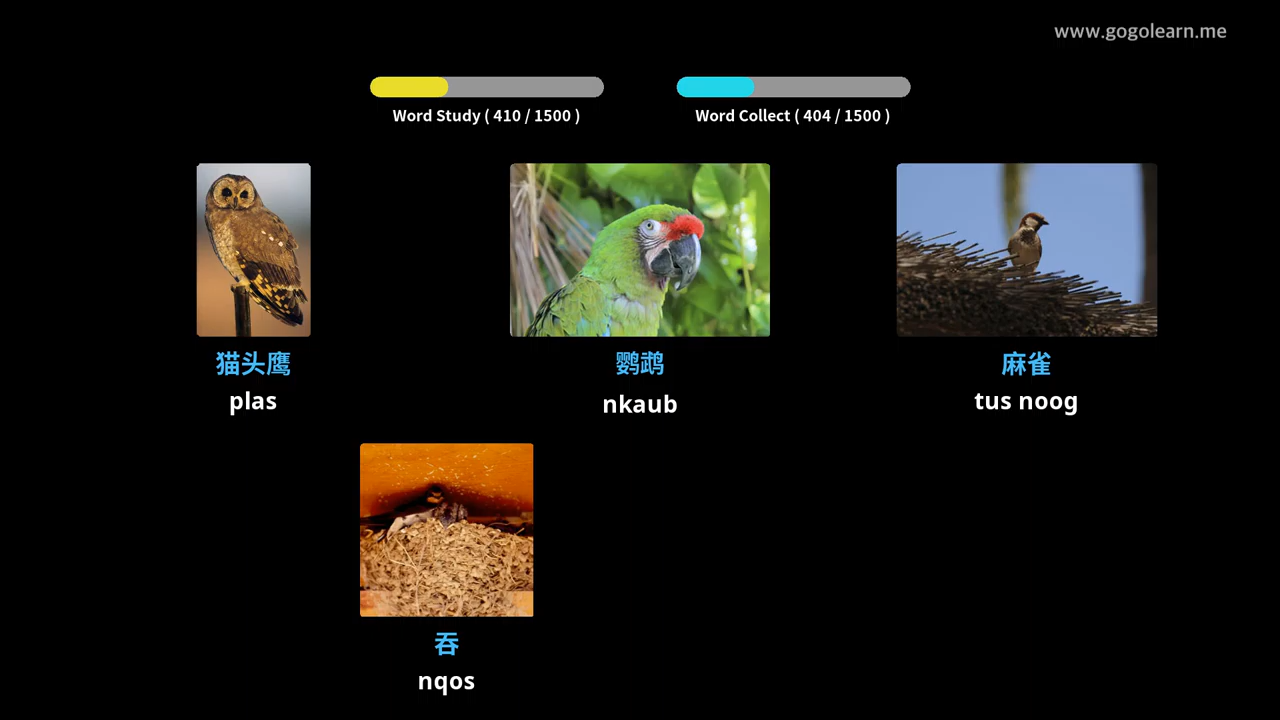 www.gogolearn.me
Word Study ( 410 / 1500 )
Word Collect ( 404 / 1500 )
猫头鹰
plas
鹦鹉
nkaub
麻雀
tus noog
吞
nqos